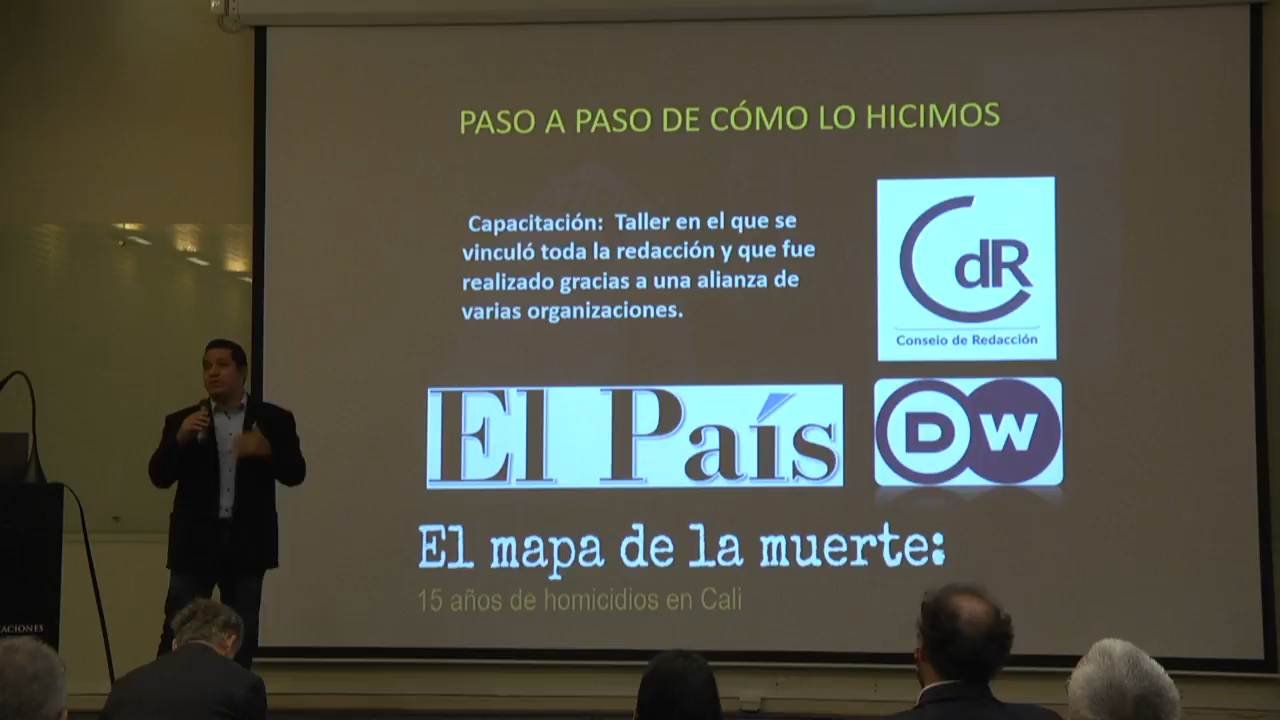 PASO A PASO DE CÓMO LO HICIMOS
Capacitación: Taller en el que se
vinculó toda la redacción y que fue
realizado gracias a una alianza de
varias organizaciones.
CdR
Consejo de Redacción
El País
DW
El mapa de la muerte:
15 años de homicidios en Cali
ACIONES